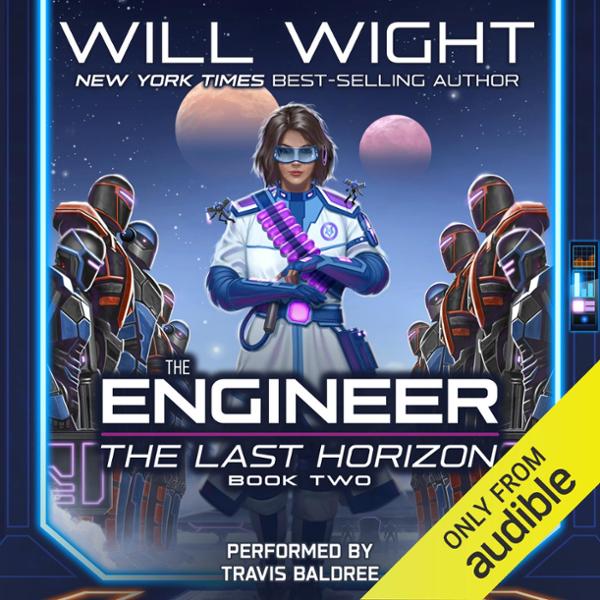 WILL WIGHT
NEW YORK TIMES BEST-SELLING AUTHOR
THE
ENGINEER
THE LAST HORIZON
BOOK TWO
PERFORMED BY
TRAVIS BALDREE
ONLY FROM
audible